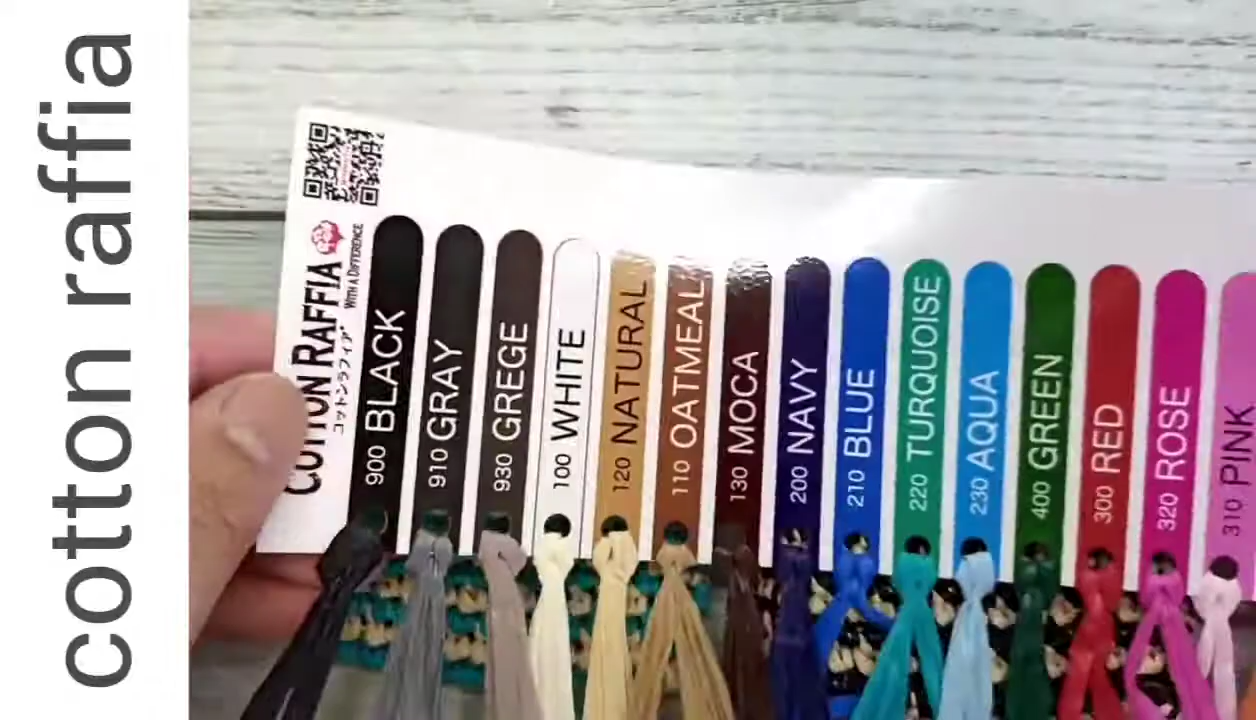 cotton raffia
COTTON RAFFIA
WITH A DIFFERENCE
コットンラフィア
900 BLACK
910 GRAY
930 GREGE
100 WHITE
120 NATURAL
110 OATMEAL
130 MOCA
200 NAVY
210 BLUE
220 TURQUOISE
230 AQUA
400 GREEN
300 RED
320 ROSE
310 PINK